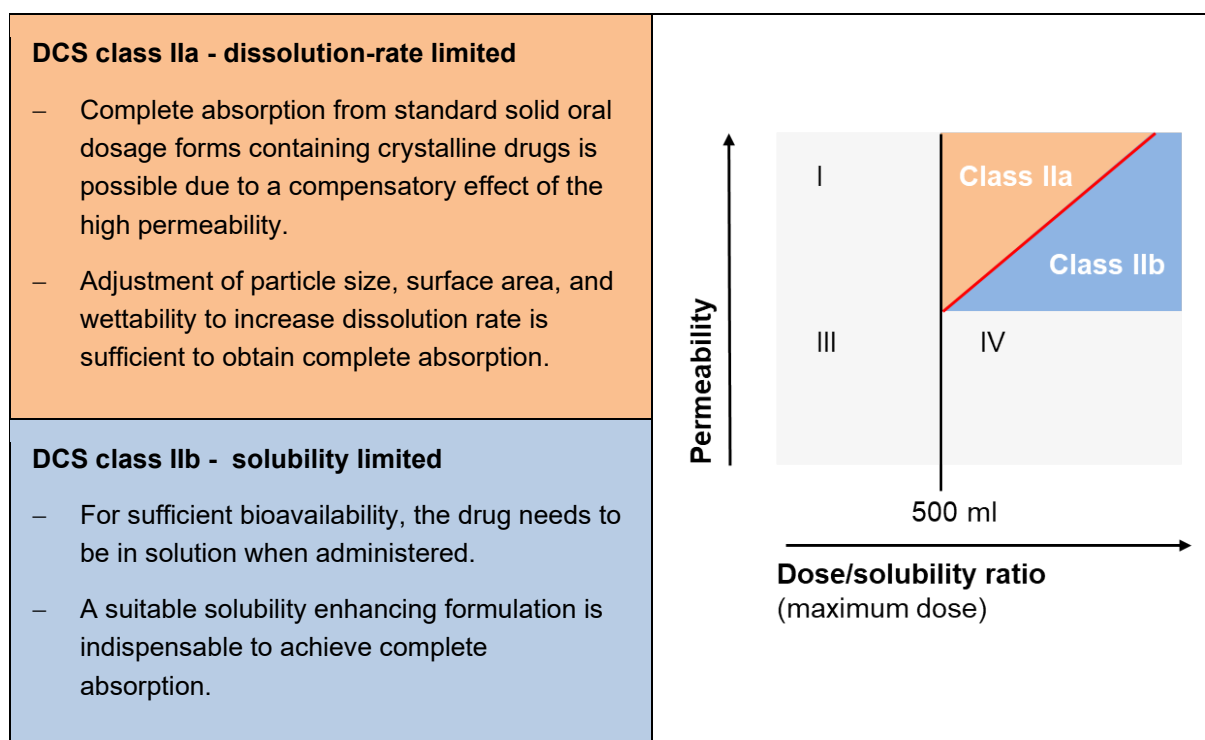 DCS class IIa - dissolution-rate limited
– Complete absorption from standard solid oral
dosage forms containing crystalline drugs is
possible due to a compensatory effect of the
high permeability.
– Adjustment of particle size, surface area, and
wettability to increase dissolution rate is
sufficient to obtain complete absorption.
DCS class IIb - solubility limited
– For sufficient bioavailability, the drug needs to
be in solution when administered.
– A suitable solubility enhancing formulation is
indispensable to achieve complete
absorption.
Permeability
I
Class IIa
Class IIb
III
IV
500 ml
Dose/solubility ratio
(maximum dose)